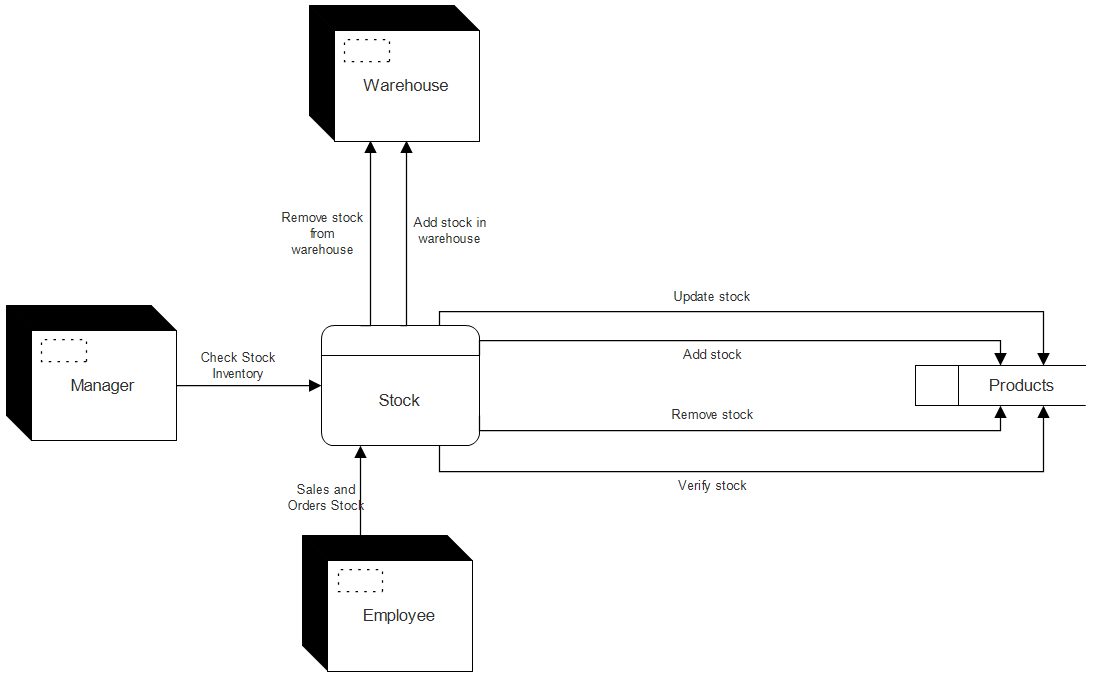 Warehouse
Remove stock
from
warehouse
Add stock in
warehouse
Update stock
Check Stock
Inventory
Add stock
Manager
Products
Stock
Remove stock
Sales and
Orders Stock
Verify stock
Employee